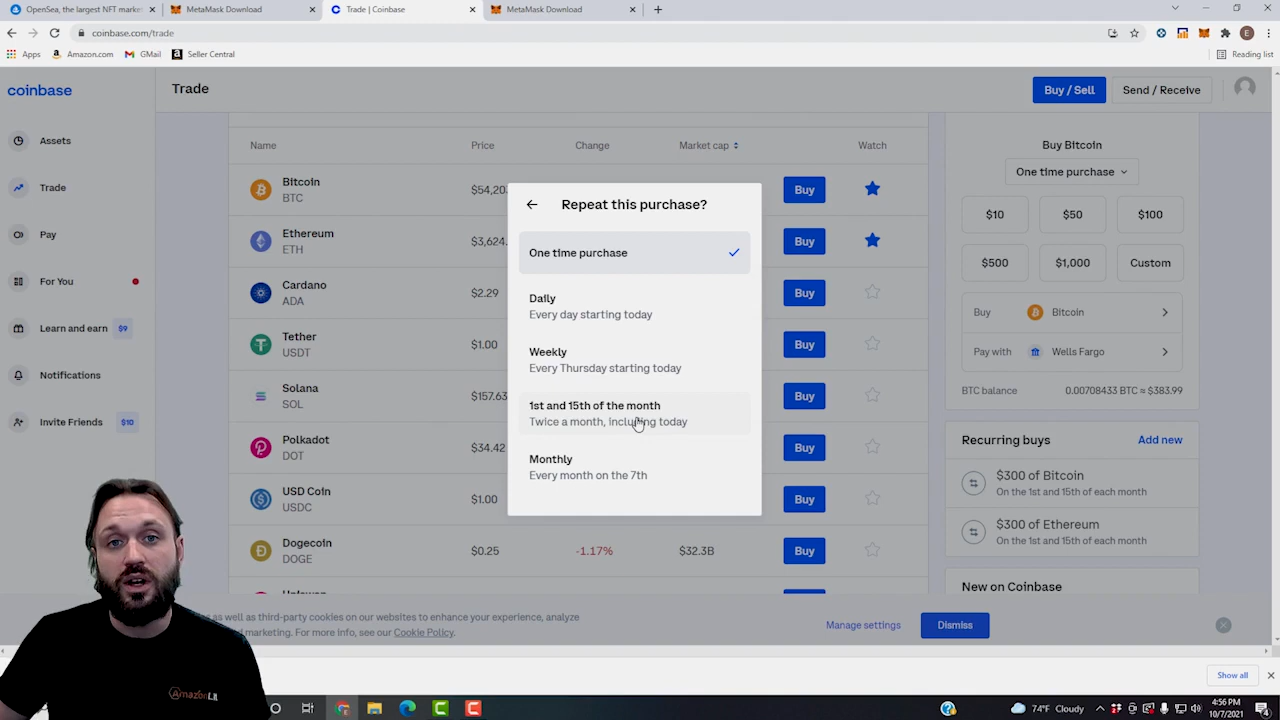 OpenSea, the largest NFT marke
MetaMask Download
Trade | Coinbase
MetaMask Download
coinbase.com/trade
Apps
Amazon.com
GMail
Seller Central
Reading list
coinbase
Trade
Buy / Sell
Send / Receive
Assets
Trade
Pay
For You
Learn and earn $9
Notifications
Invite Friends $10
Name Price Change Market cap Watch
Bitcoin
BTC
$54,20
Buy
Ethereum
ETH
$3,624.
Buy
Cardano
ADA
$2.29
Buy
Tether
USDT
$1.00
Buy
Solana
SOL
$157.63
Buy
Polkadot
DOT
$34.42
Buy
USD Coin
USDC
$1.00
Buy
Dogecoin
DOGE
$0.25 -1.17% $32.3B
Buy
Repeat this purchase?
One time purchase
Daily
Every day starting today
Weekly
Every Thursday starting today
1st and 15th of the month
Twice a month, including today
Monthly
Every month on the 7th
Buy Bitcoin
One time purchase
$10 $50 $100
$500 $1,000 Custom
Buy Bitcoin
Pay with Wells Fargo
BTC balance 0.00708433 BTC ≈ $383.99
Recurring buys Add new
$300 of Bitcoin
On the 1st and 15th of each month
$300 of Ethereum
On the 1st and 15th of each month
New on Coinbase
as well as third-party cookies on our websites to enhance your experience, analyze
marketing. For more info, see our Cookie Policy.
Manage settings
Dismiss
Show all
74°F Cloudy
4:56 PM
10/7/2021